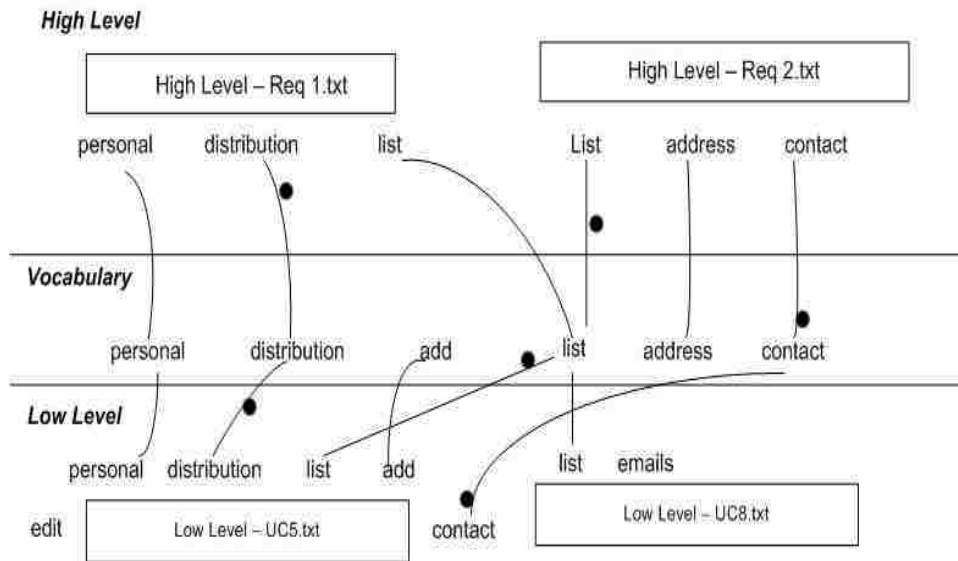 High Level
High Level – Req 1.txt
High Level – Req 2.txt
personal distribution list List address contact
Vocabulary
personal distribution add list address contact
Low Level
personal distribution list add list emails
edit Low Level – UC5.txt contact Low Level – UC8.txt